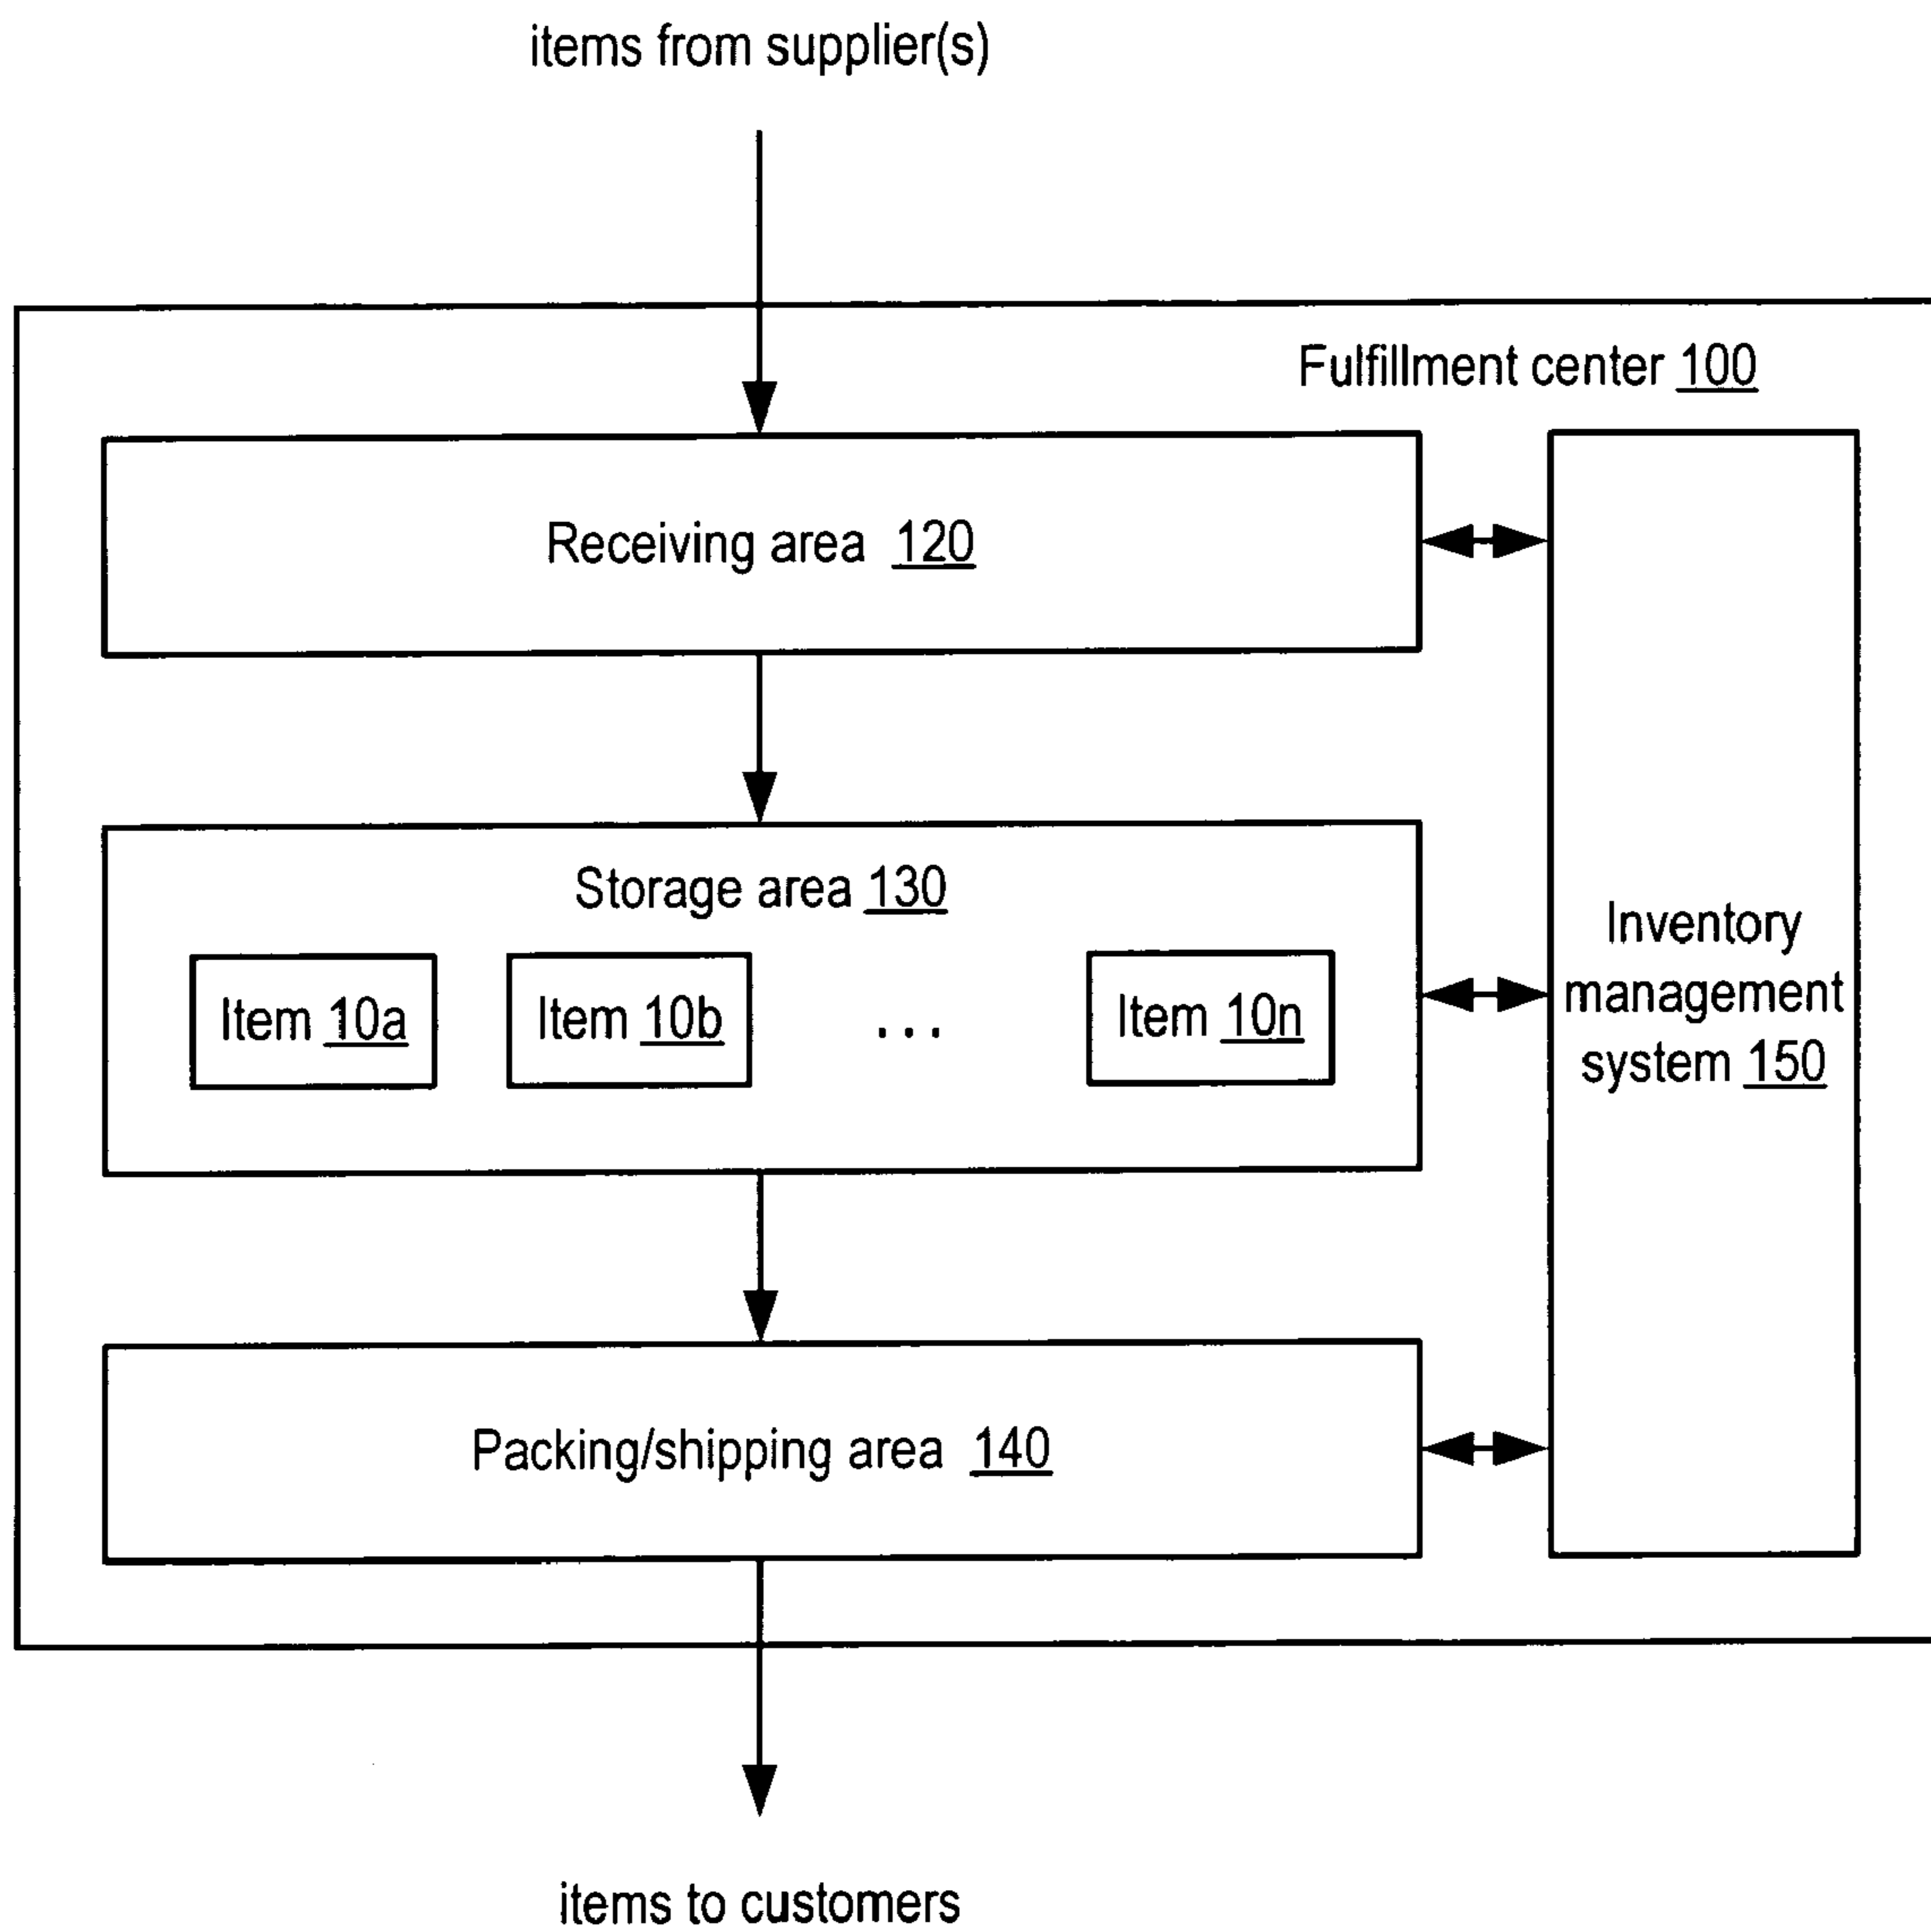 items from supplier(s)
Fulfillment center 100
Receiving area 120
Storage area 130
Item 10a
Item 10b
...
Item 10n
Inventory
management
system 150
Packing/shipping area 140
items to customers